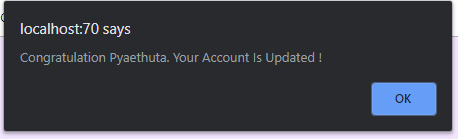 localhost:70 says
Congratulation Pyaethuta. Your Account Is Updated !
OK